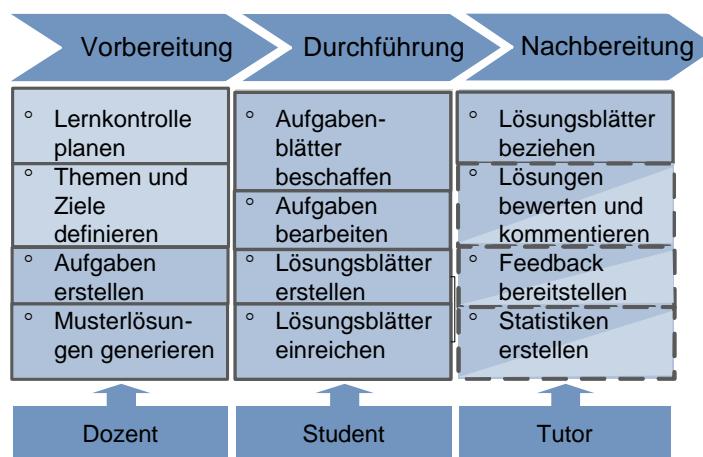 Vorbereitung
Durchführung
Nachbereitung
° Lernkontrolle
planen
° Themen und
Ziele
definieren
° Aufgaben
erstellen
° Musterlösun-
gen generieren
° Aufgaben-
blätter
beschaffen
° Aufgaben
bearbeiten
° Lösungsblätter
erstellen
° Lösungsblätter
einreichen
° Lösungsblätter
beziehen
° Lösungen
bewerten und
kommentieren
° Feedback
bereitstellen
° Statistiken
erstellen
Dozent
Student
Tutor